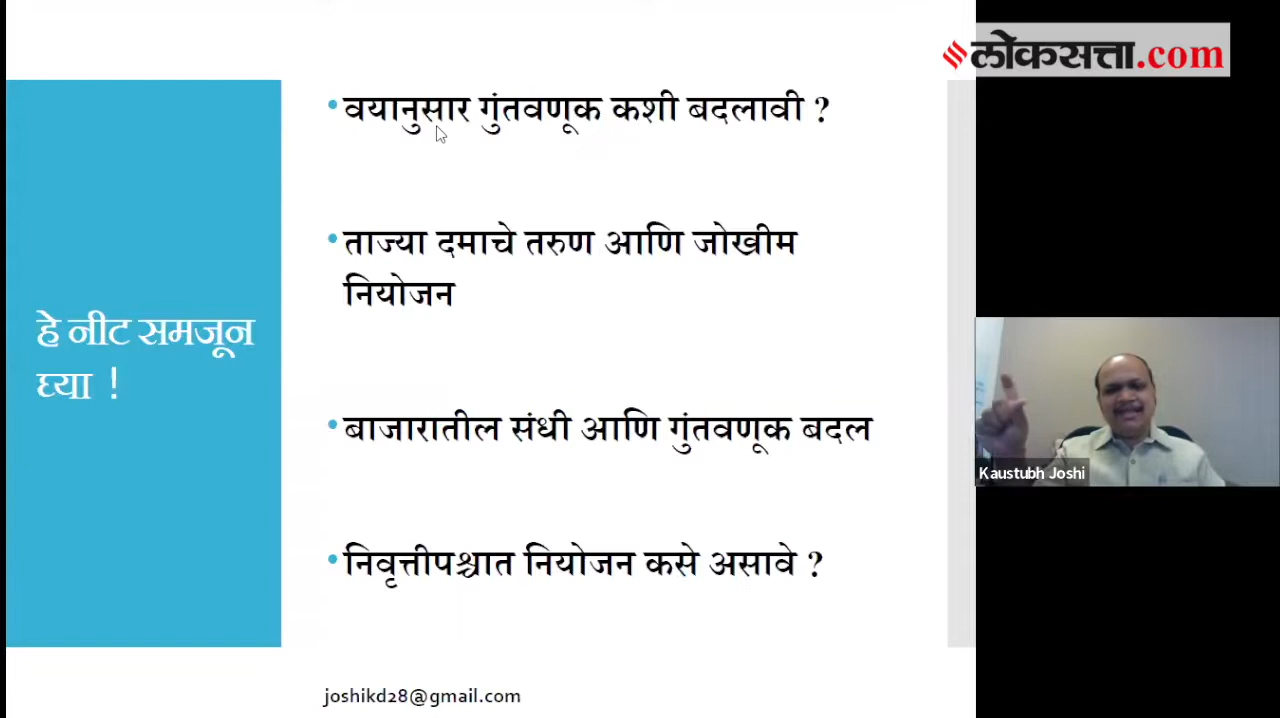 लोकसत्ता.com
वयानुसार गुंतवणूक कशी बदलावी ?
ताज्या दमाचे तरुण आणि जोखीम
नियोजन
हे नीट समजून
घ्या !
बाजारातील संधी आणि गुंतवणूक बदल
निवृत्तीपश्चात नियोजन कसे असावे ?
Kaustubh Joshi
joshikd28@gmail.com